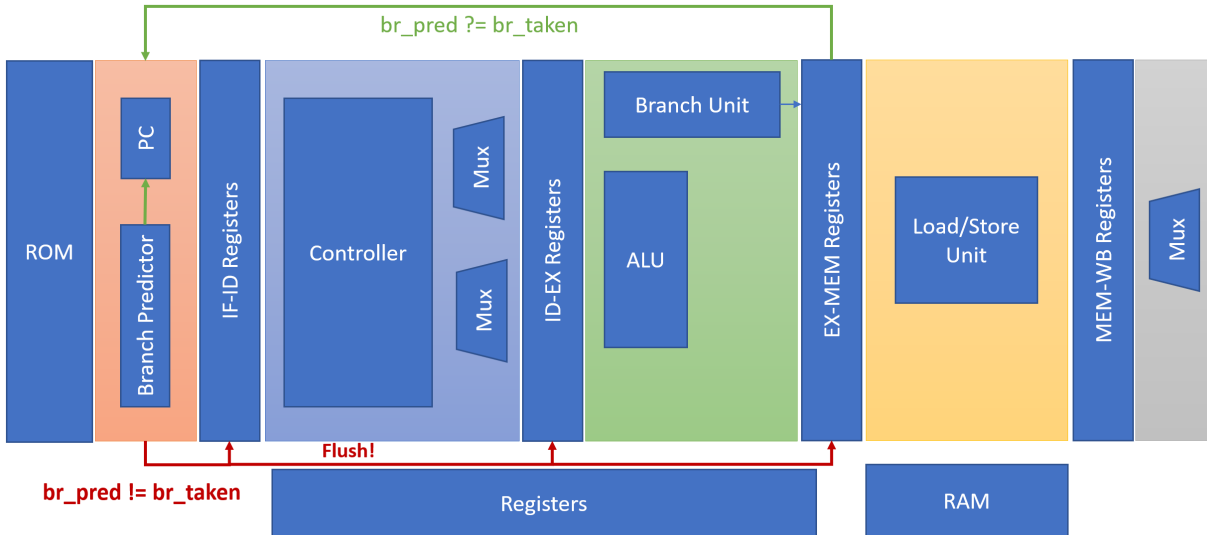 br_pred ?= br_taken
ROM
PC
Branch Predictor
IF-ID Registers
Controller
Mux
Mux
ID-EX Registers
Branch Unit
ALU
EX-MEM Registers
Load/Store
Unit
MEM-WB Registers
Mux
Flush!
br_pred != br_taken
Registers
RAM